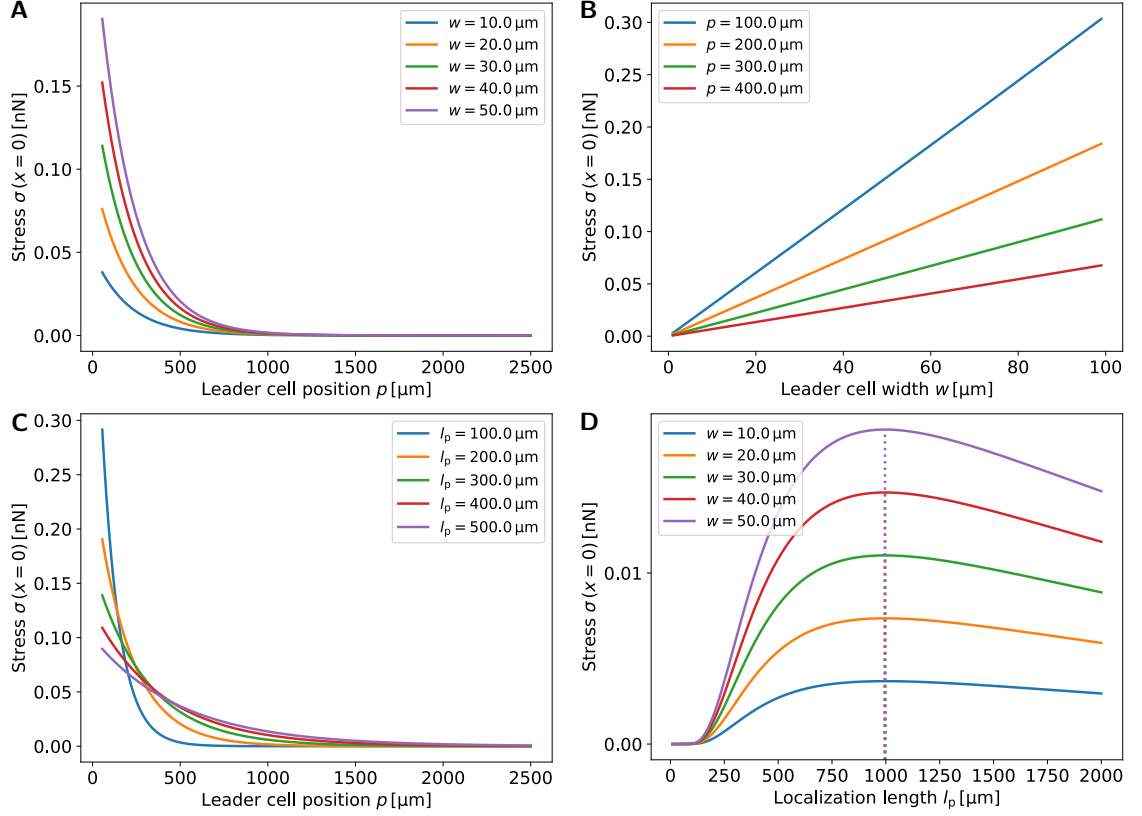 A
w = 10.0 µm
w = 20.0 µm
w = 30.0 µm
w = 40.0 µm
w = 50.0 µm
0.15
0.10
0.05
0.00
Stress σ(x = 0) [nN]
0 500 1000 1500 2000 2500
Leader cell position p [µm]
B
p = 100.0 µm
p = 200.0 µm
p = 300.0 µm
p = 400.0 µm
0.30
0.25
0.20
0.15
0.10
0.05
0.00
Stress σ(x = 0) [nN]
0 20 40 60 80 100
Leader cell width w [µm]
C
lp = 100.0 µm
lp = 200.0 µm
lp = 300.0 µm
lp = 400.0 µm
lp = 500.0 µm
0.30
0.25
0.20
0.15
0.10
0.05
0.00
Stress σ(x = 0) [nN]
0 500 1000 1500 2000 2500
Leader cell position p [µm]
D
w = 10.0 µm
w = 20.0 µm
w = 30.0 µm
w = 40.0 µm
w = 50.0 µm
0.01
0.00
Stress σ(x = 0) [nN]
0 250 500 750 1000 1250 1500 1750 2000
Localization length lp [µm]